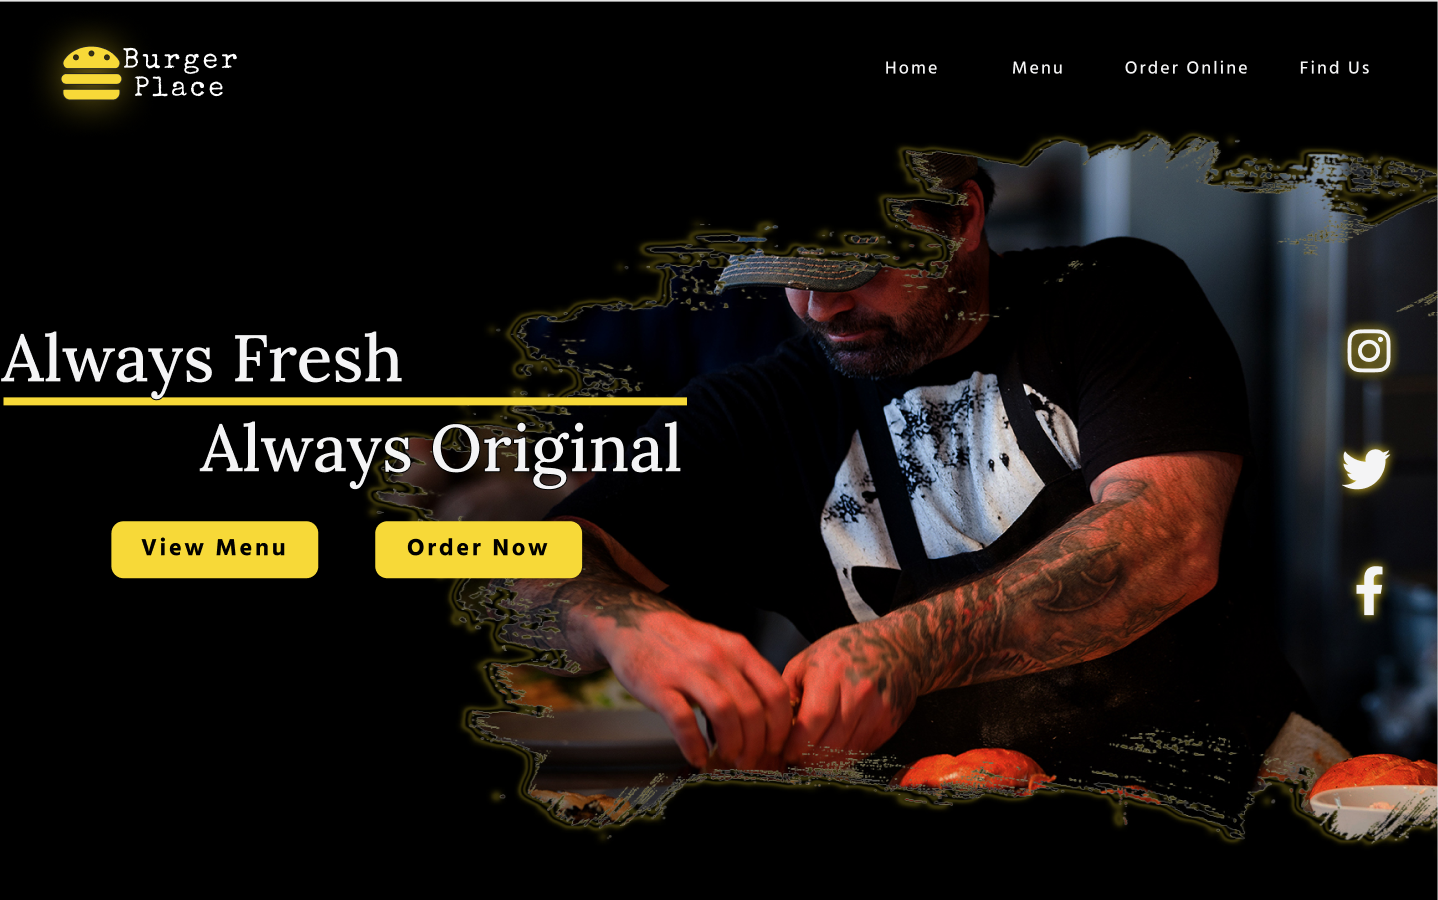 Burger
Place
Home Menu Order Online Find Us
Always Fresh
Always Original
View Menu Order Now